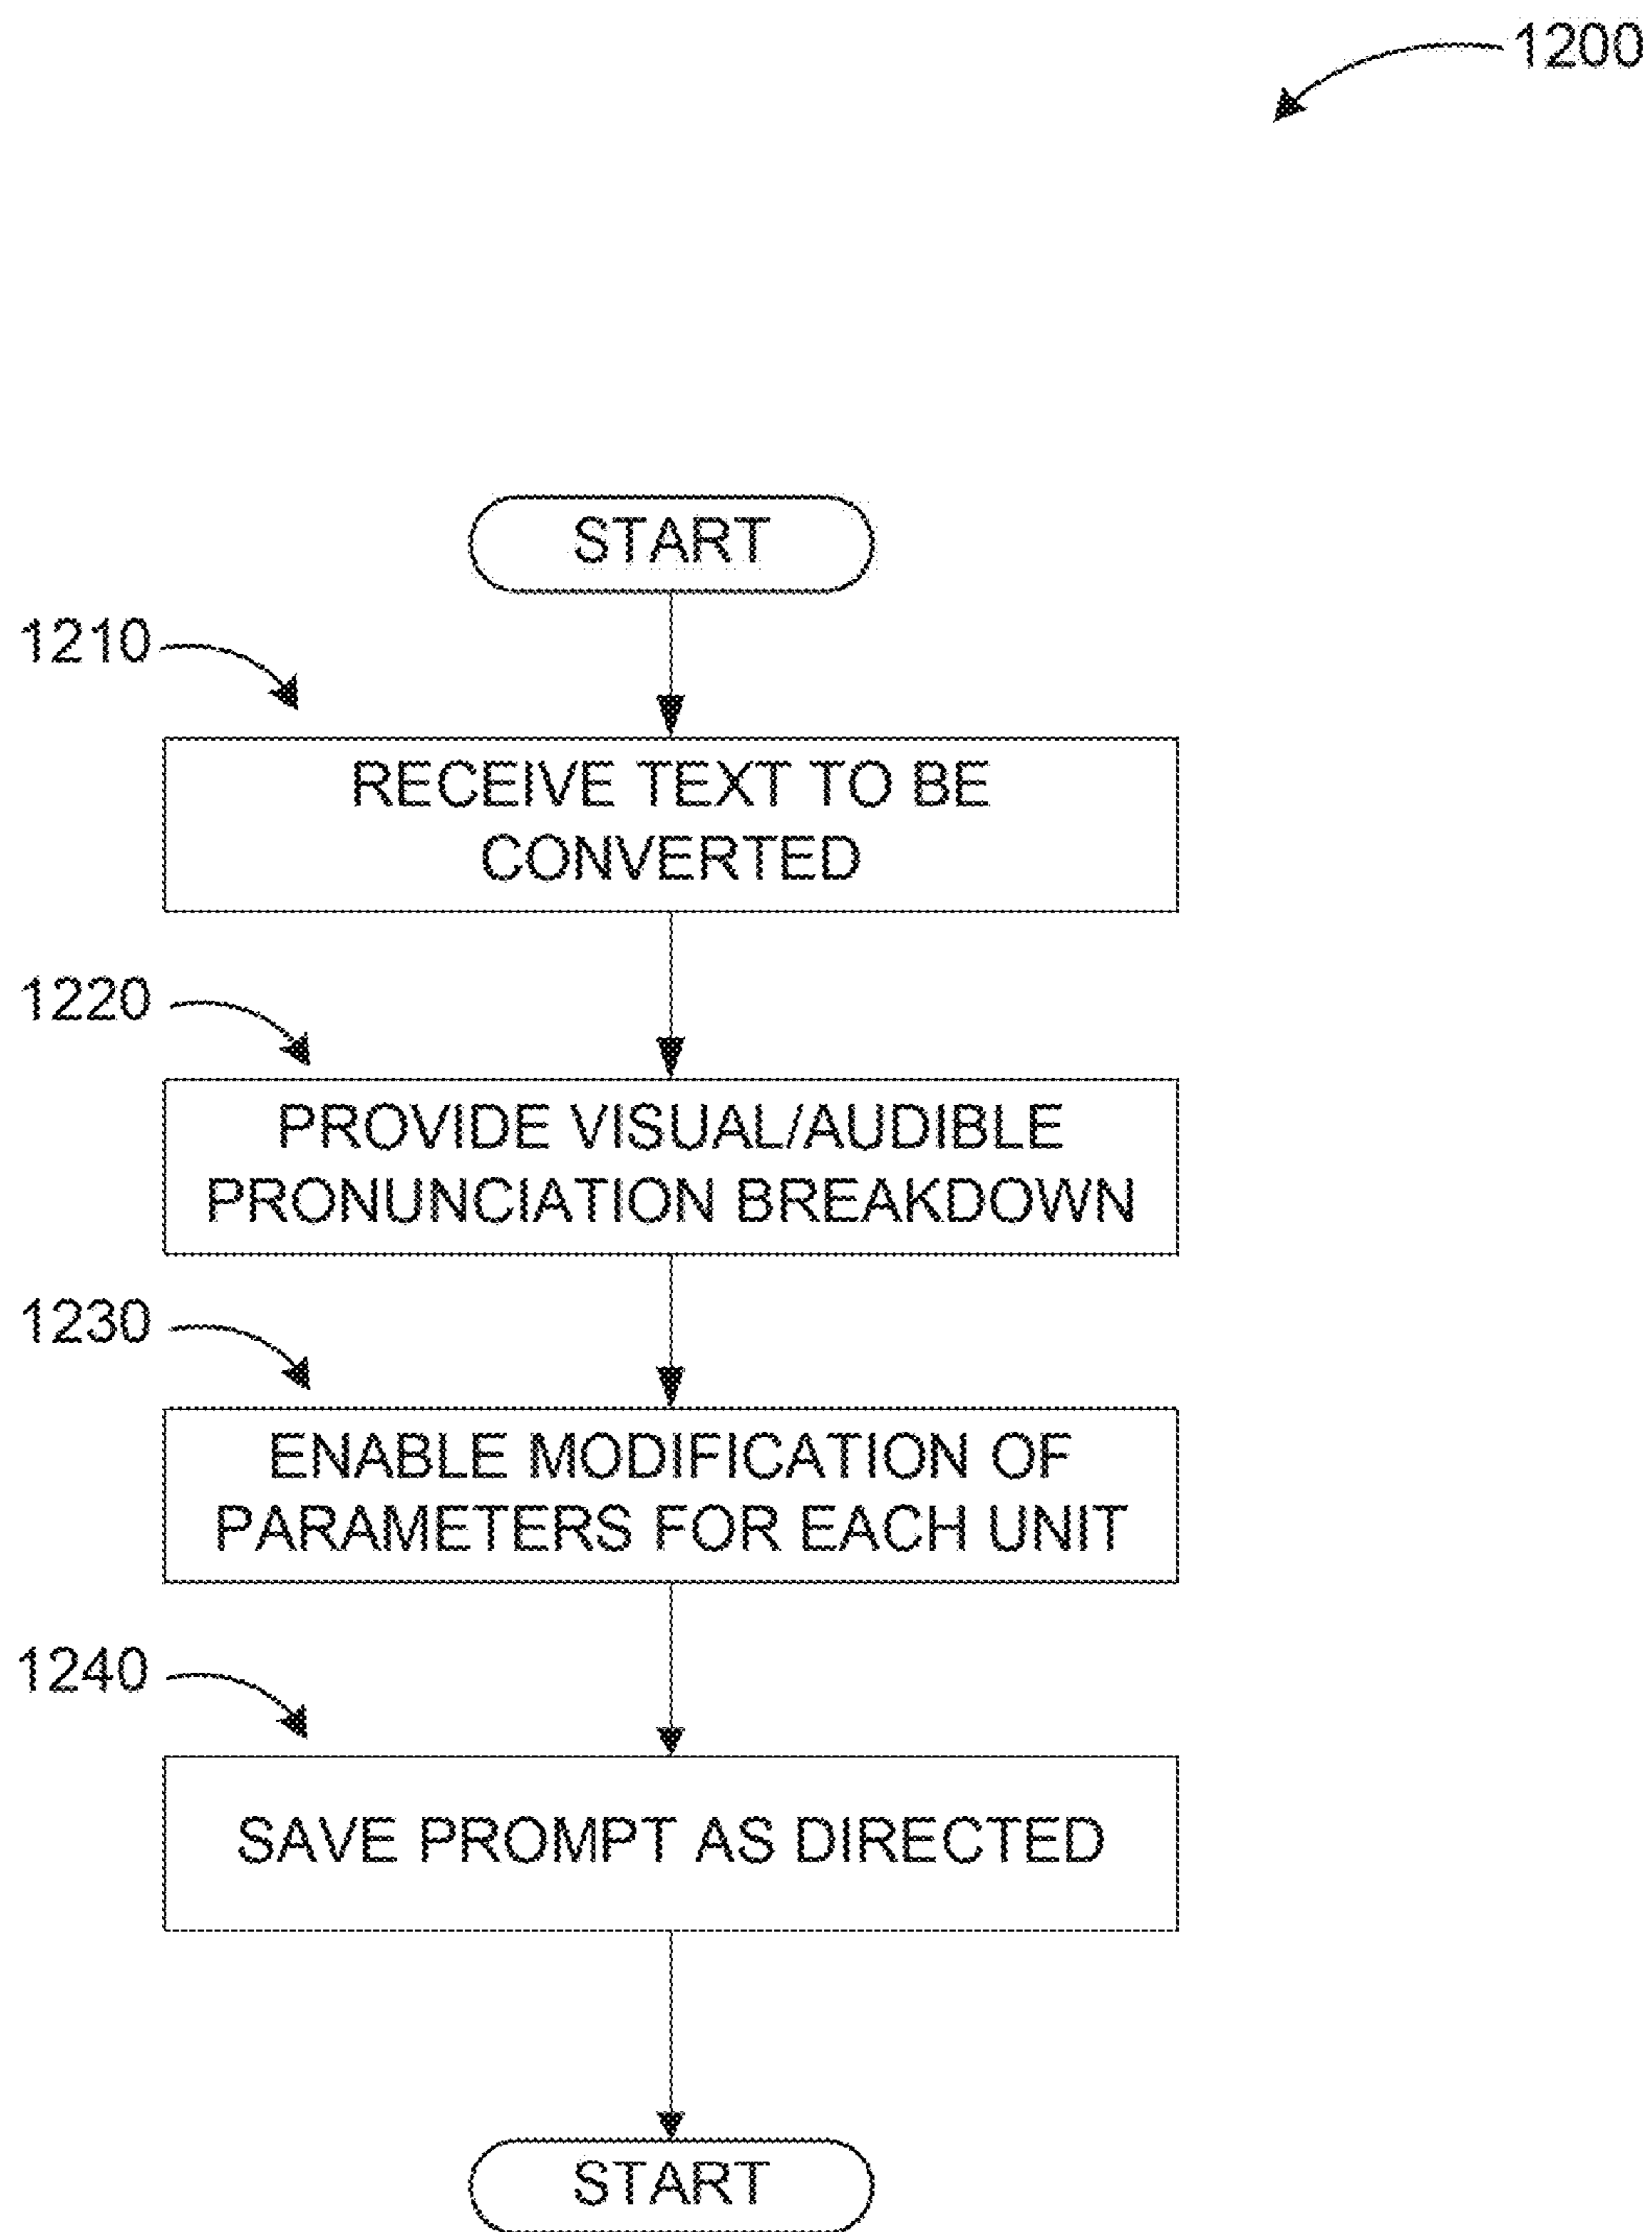 1200
START
1210
RECEIVE TEXT TO BE
CONVERTED
1220
PROVIDE VISUAL/AUDIBLE
PRONUNCIATION BREAKDOWN
1230
ENABLE MODIFICATION OF
PARAMETERS FOR EACH UNIT
1240
SAVE PROMPT AS DIRECTED
START